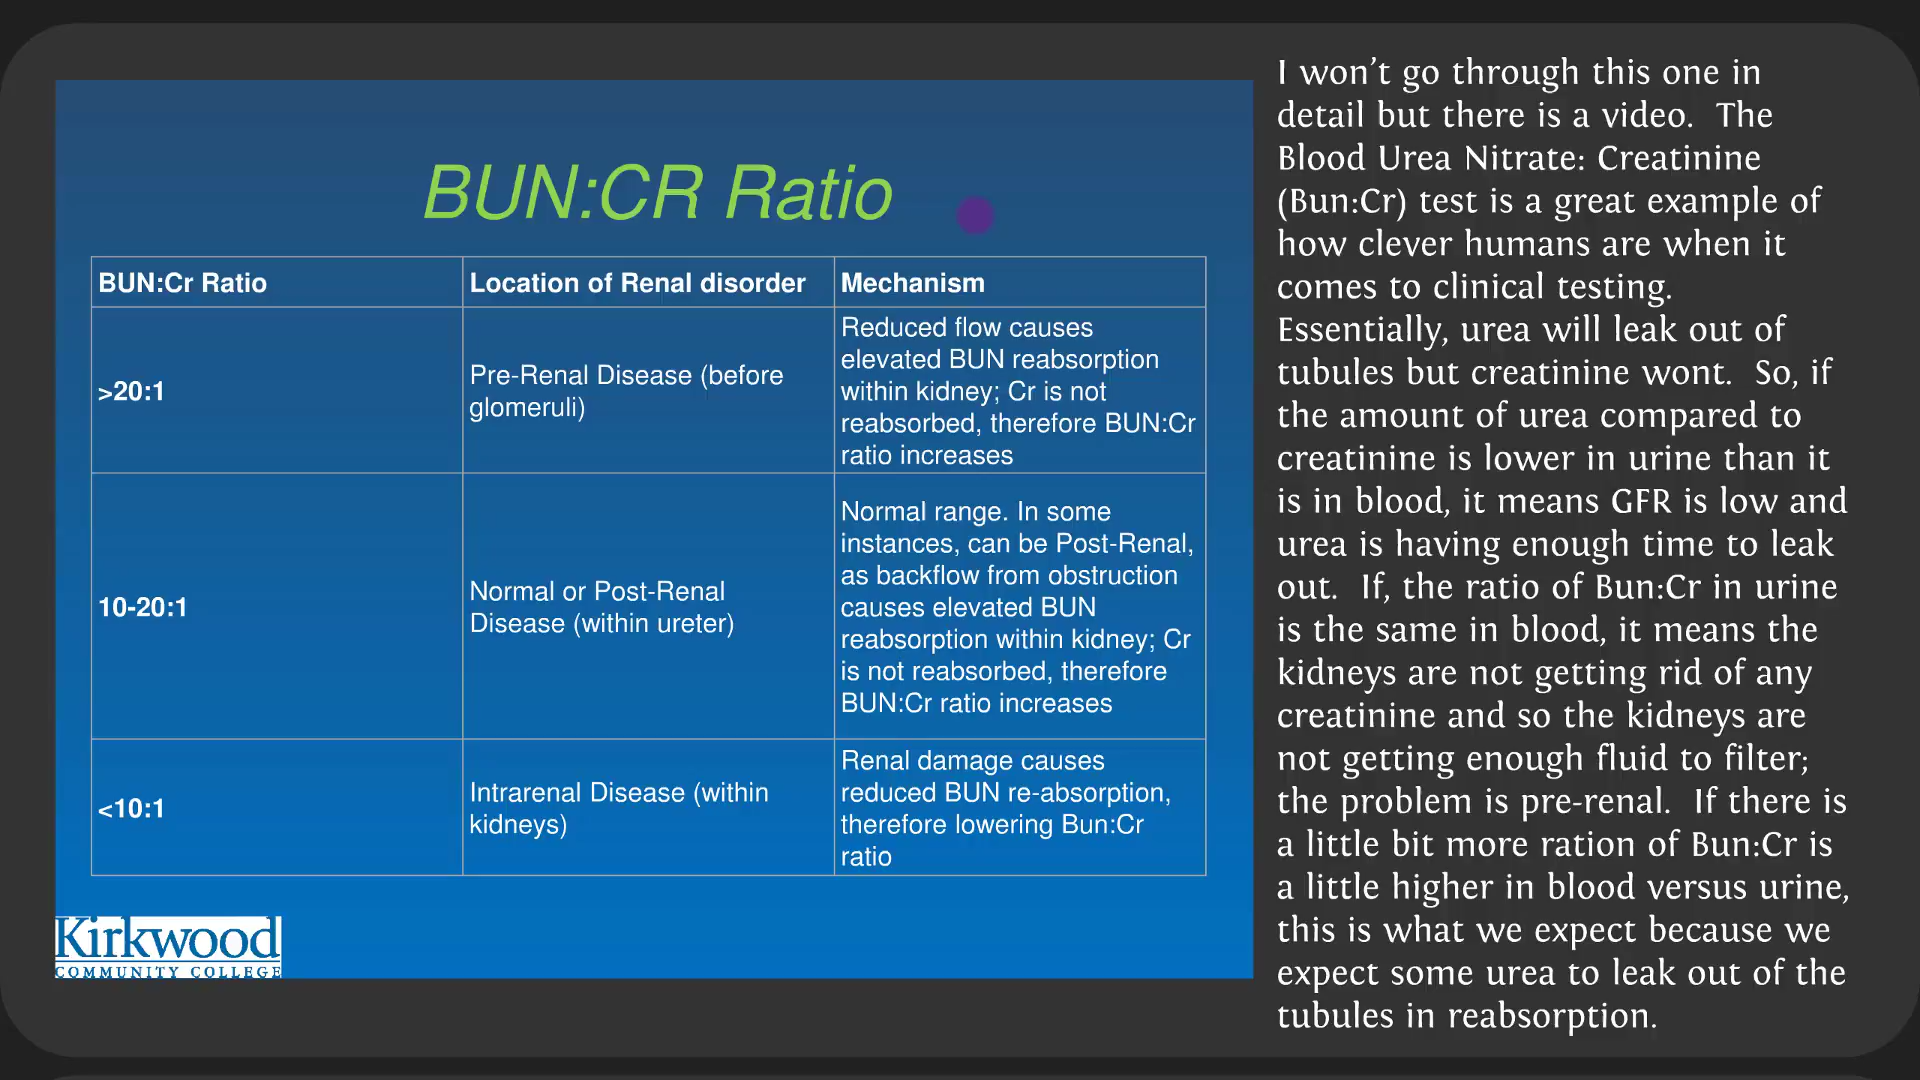 BUN:CR Ratio
BUN:Cr Ratio
Location of Renal disorder
Mechanism
>20:1
Pre-Renal Disease (before
glomeruli)
Reduced flow causes
elevated BUN reabsorption
within kidney; Cr is not
reabsorbed, therefore BUN:Cr
ratio increases
10-20:1
Normal or Post-Renal
Disease (within ureter)
Normal range. In some
instances, can be Post-Renal,
as backflow from obstruction
causes elevated BUN
reabsorption within kidney; Cr
is not reabsorbed, therefore
BUN:Cr ratio increases
<10:1
Intrarenal Disease (within
kidneys)
Renal damage causes
reduced BUN re-absorption,
therefore lowering Bun:Cr
ratio
Kirkwood
COMMUNITY COLLEGE
I won’t go through this one in
detail but there is a video.  The
Blood Urea Nitrate: Creatinine
(Bun:Cr) test is a great example of
how clever humans are when it
comes to clinical testing.
Essentially, urea will leak out of
tubules but creatinine wont.  So, if
the amount of urea compared to
creatinine is lower in urine than it
is in blood, it means GFR is low and
urea is having enough time to leak
out.  If, the ratio of Bun:Cr in urine
is the same in blood, it means the
kidneys are not getting rid of any
creatinine and so the kidneys are
not getting enough fluid to filter;
the problem is pre-renal.  If there is
a little bit more ration of Bun:Cr is
a little higher in blood versus urine,
this is what we expect because we
expect some urea to leak out of the
tubules in reabsorption.